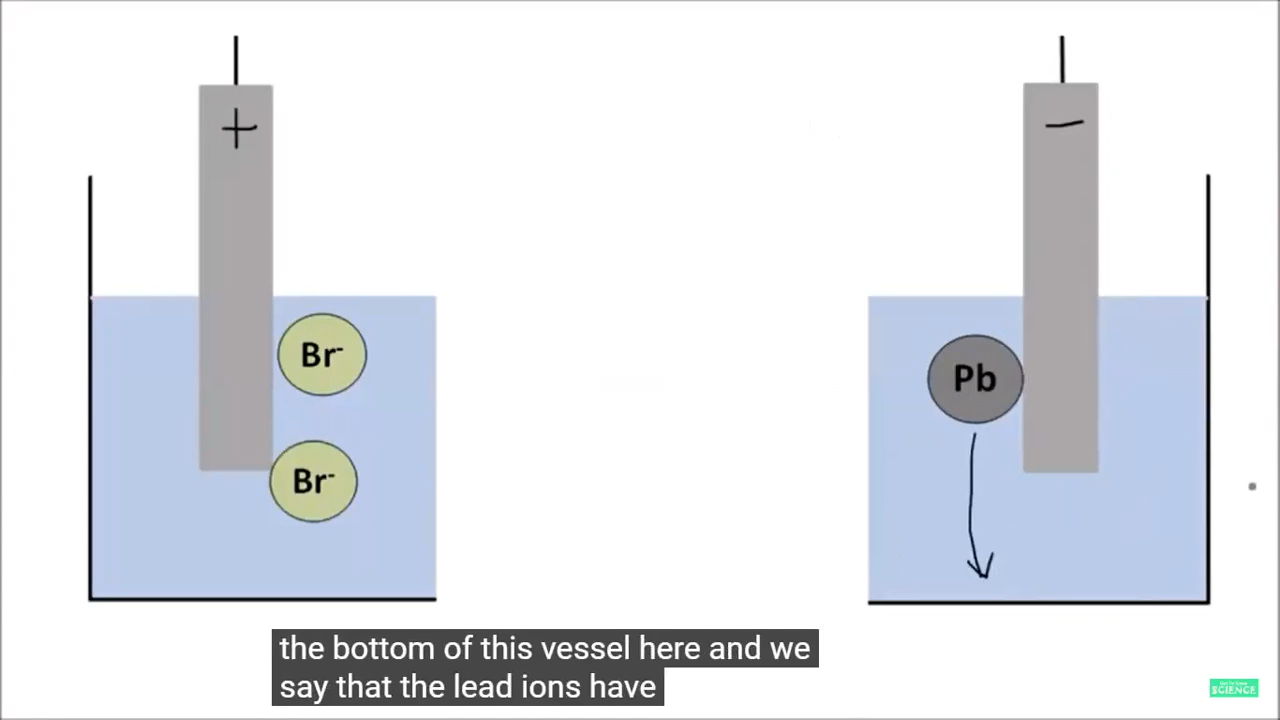 +
−
Br⁻
Pb
Br⁻
the bottom of this vessel here and we
say that the lead ions have
SCIENCE